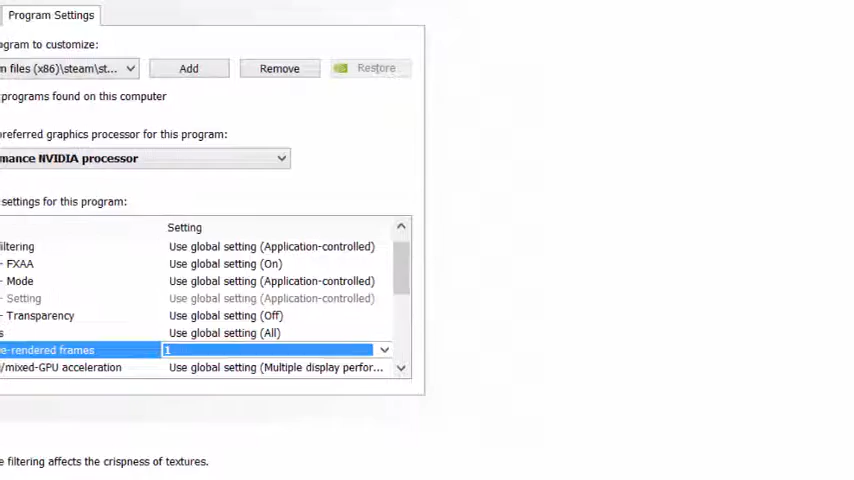 Program Settings
ogram to customize:
m files (x86)\steam\st... Add Remove Restore
programs found on this computer
preferred graphics processor for this program:
mance NVIDIA processor
settings for this program:
Setting
iltering Use global setting (Application-controlled)
- FXAA Use global setting (On)
- Mode Use global setting (Application-controlled)
- Setting Use global setting (Application-controlled)
- Transparency Use global setting (Off)
s Use global setting (All)
e-rendered frames 1
/mixed-GPU acceleration Use global setting (Multiple display perfor...
e filtering affects the crispness of textures.